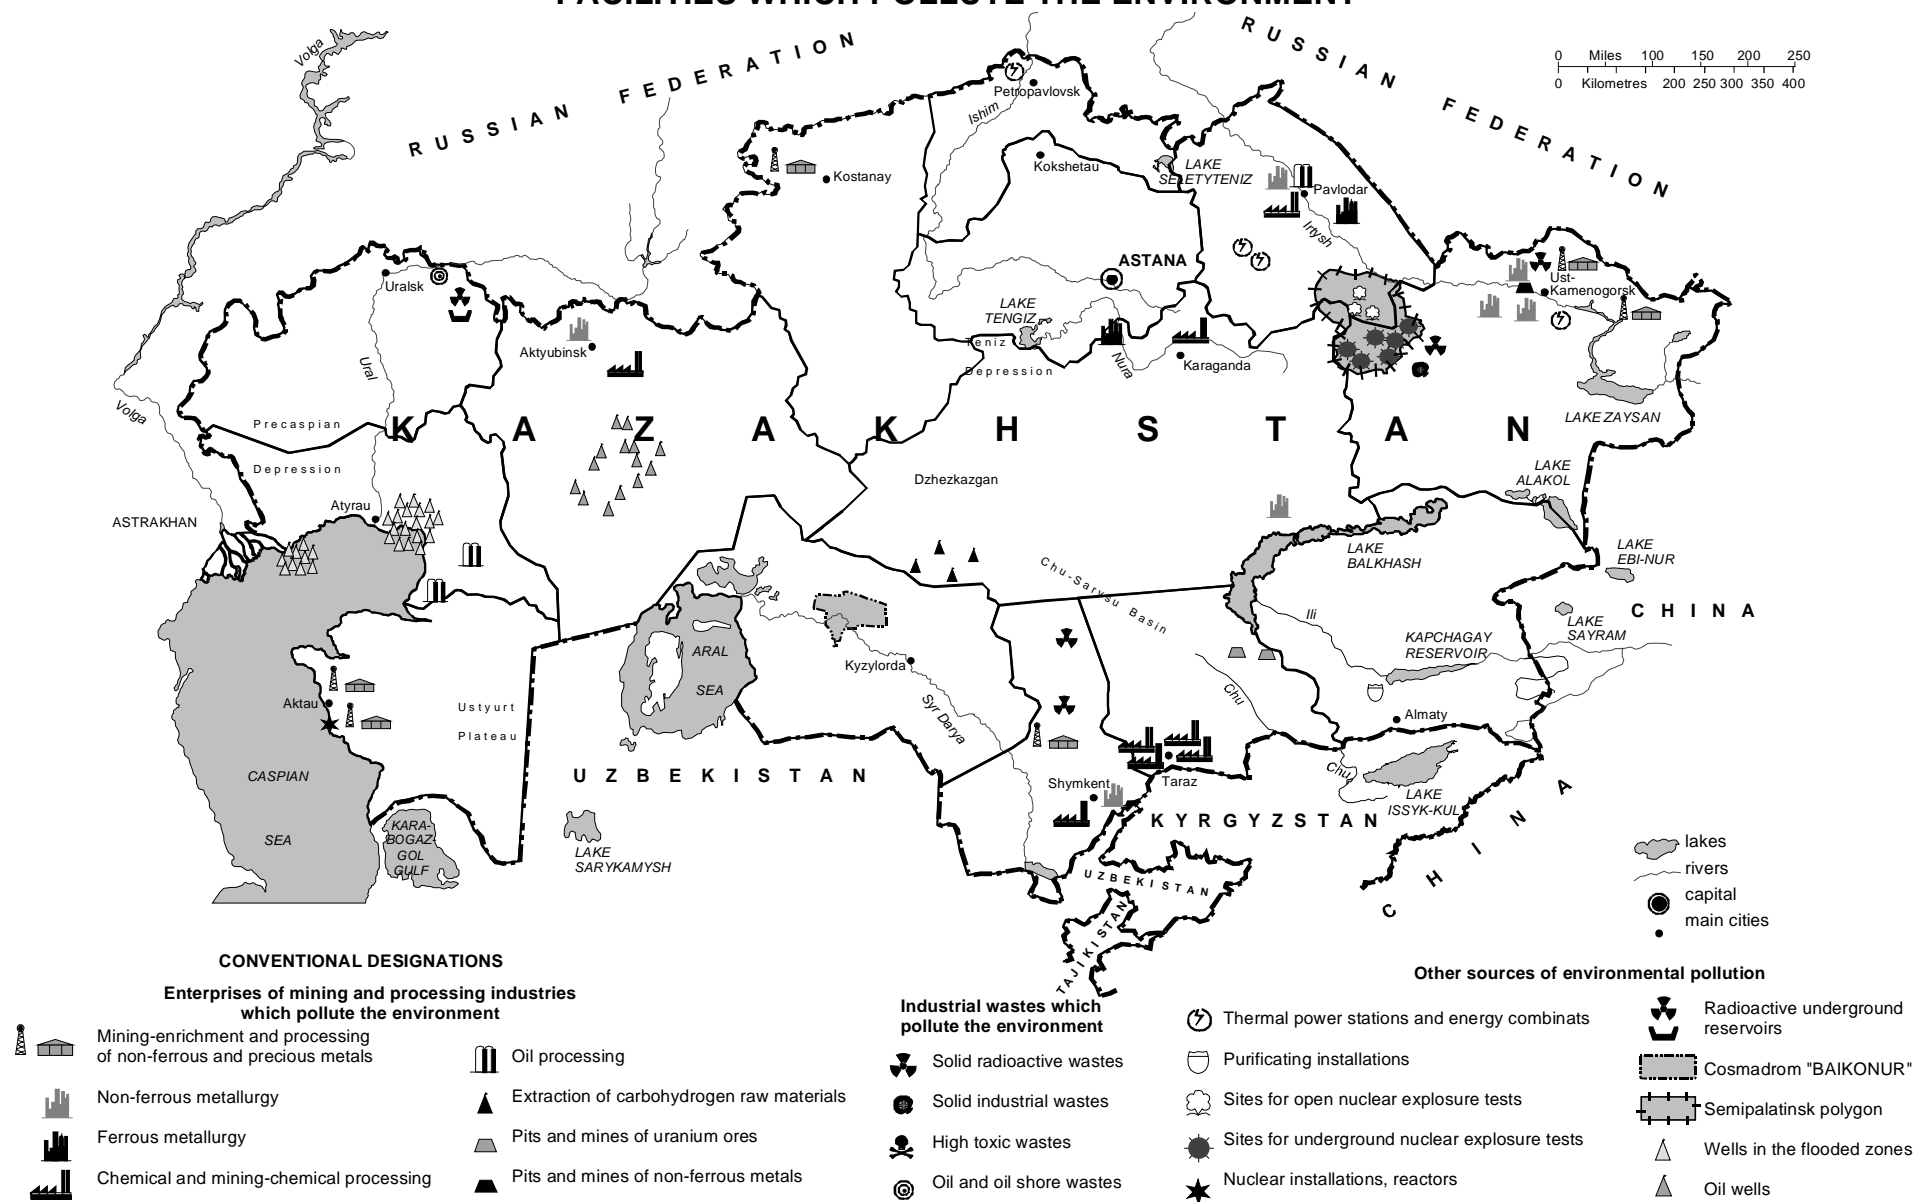 FACILITIES WHICH POLLUTE THE ENVIRONMENT
Volga
RUSSIAN FEDERATION
RUSSIAN FEDERATION
0 Miles 100 150 200 250
0 Kilometres 200 250 300 350 400
Petropavlovsk
Ishim
Kokshetau
LAKE
SELETYTENIZ
Kostanay
Pavlodar
Irtysh
ASTANA
Uralsk
Ust-
Kamenogorsk
LAKE
TENGIZ
Teniz
Depression
Nura
Karaganda
Aktyubinsk
Ural
Volga
Precaspian
Depression
KAZAKHSTAN
LAKE ZAYSAN
LAKE
ALAKOL
Dzhezkazgan
Atyrau
ASTRAKHAN
LAKE
BALKHASH
LAKE
EBI-NUR
Chu-Sarysu Basin
Ili
CHINA
LAKE
SAYRAM
KAPCHAGAY
RESERVOIR
ARAL
SEA
Kyzylorda
Syr Darya
Chu
Aktau
Ustyurt
Plateau
Almaty
CASPIAN
SEA
UZBEKISTAN
Shymkent
Taraz
Chu
LAKE
ISSYK-KUL
KYRGYZSTAN
CHINA
KARA-
BOGAZ-
GOL
GULF
LAKE
SARYKAMYSH
UZBEKISTAN
TAJIKISTAN
lakes
rivers
capital
main cities
CONVENTIONAL DESIGNATIONS
Enterprises of mining and processing industries
which pollute the environment
Mining-enrichment and processing
of non-ferrous and precious metals
Non-ferrous metallurgy
Ferrous metallurgy
Chemical and mining-chemical processing
Oil processing
Extraction of carbohydrogen raw materials
Pits and mines of uranium ores
Pits and mines of non-ferrous metals
Industrial wastes which
pollute the environment
Solid radioactive wastes
Solid industrial wastes
High toxic wastes
Oil and oil shore wastes
Other sources of environmental pollution
Thermal power stations and energy combinats
Purificating installations
Sites for open nuclear explosure tests
Sites for underground nuclear explosure tests
Nuclear installations, reactors
Radioactive underground
reservoirs
Cosmadrom "BAIKONUR"
Semipalatinsk polygon
Wells in the flooded zones
Oil wells